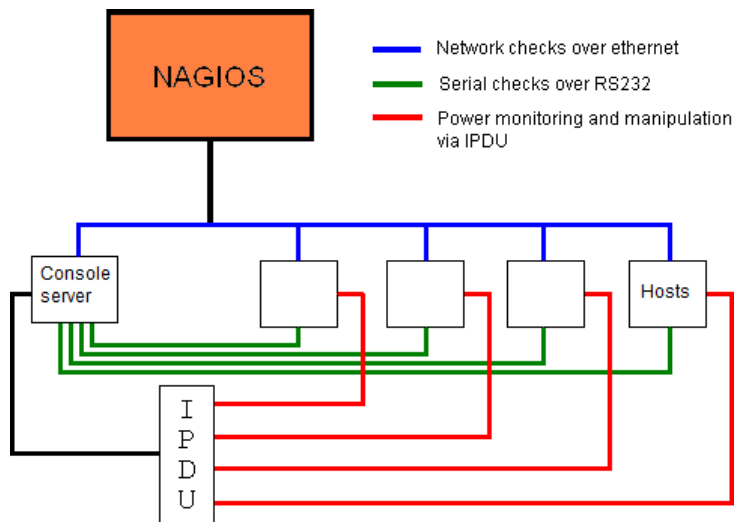 NAGIOS
Network checks over ethernet
Serial checks over RS232
Power monitoring and manipulation
via IPDU
Console
server
Hosts
I
P
D
U